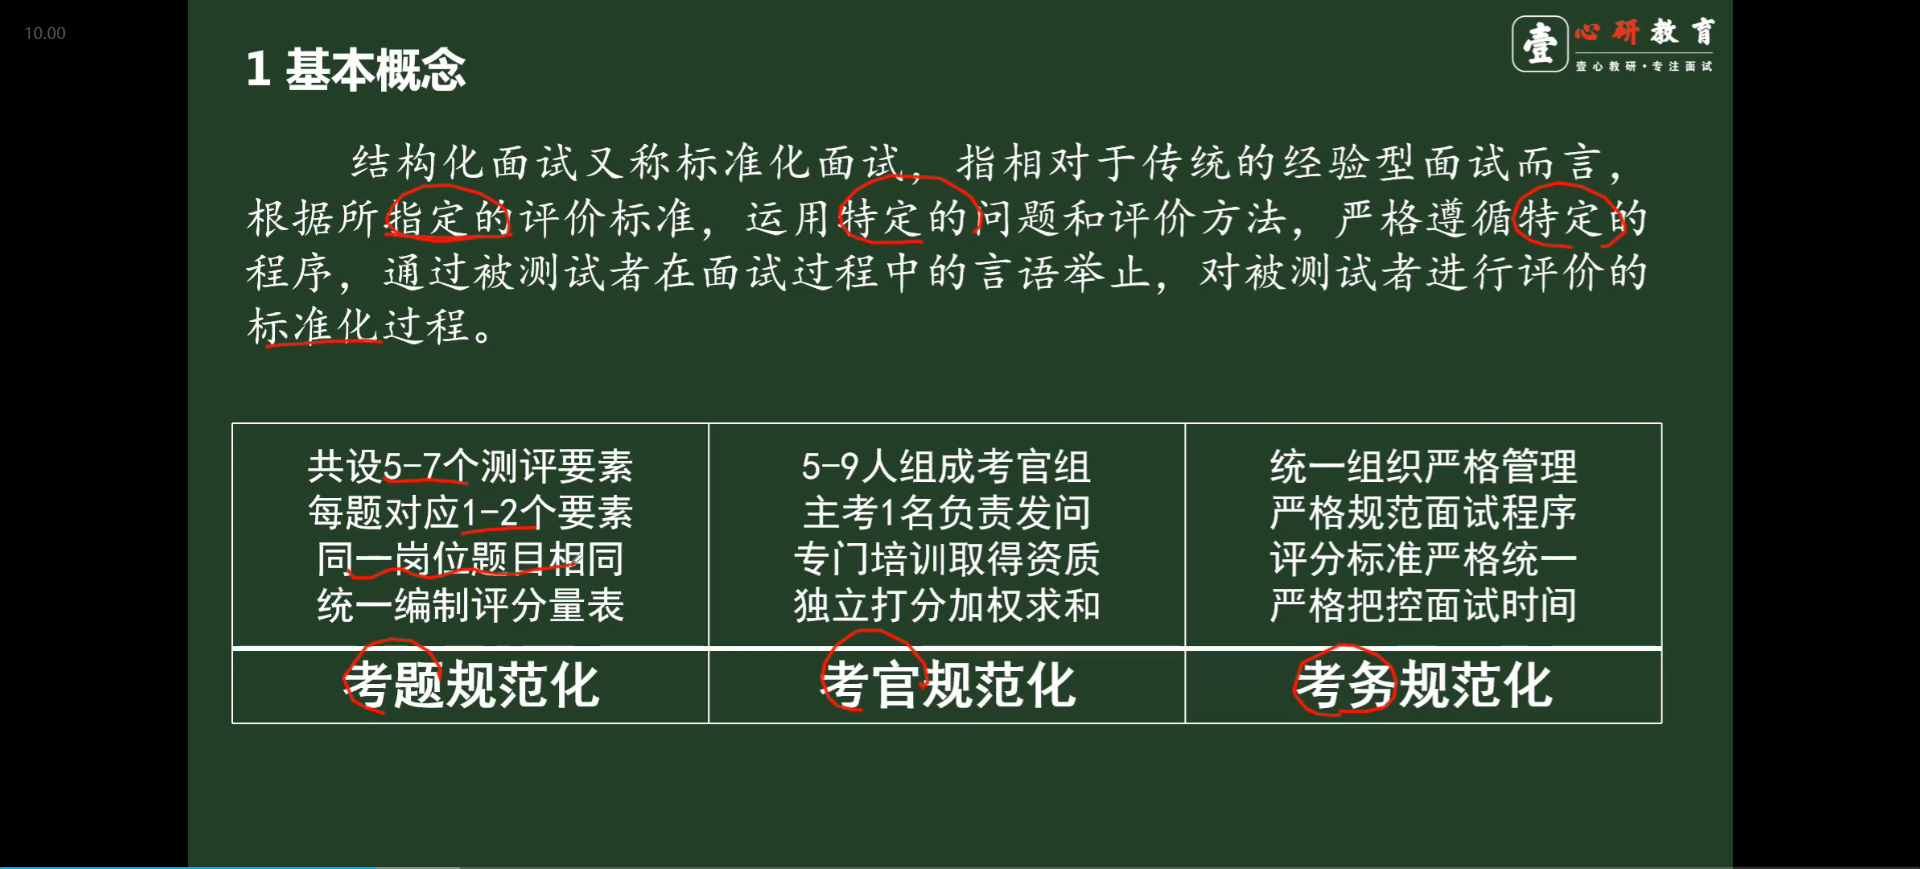 10.00
壹 心研教育
壹心教研·专注面试
1 基本概念
结构化面试又称标准化面试，指相对于传统的经验型面试而言，
根据所指定的评价标准，运用特定的问题和评价方法，严格遵循特定的
程序，通过被测试者在面试过程中的言语举止，对被测试者进行评价的
标准化过程。
共设5-7个测评要素
每题对应1-2个要素
同一岗位题目相同
统一编制评分量表
考题规范化
5-9人组成考官组
主考1名负责发问
专门培训取得资质
独立打分加权求和
考官规范化
统一组织严格管理
严格规范面试程序
评分标准严格统一
严格把控面试时间
考务规范化